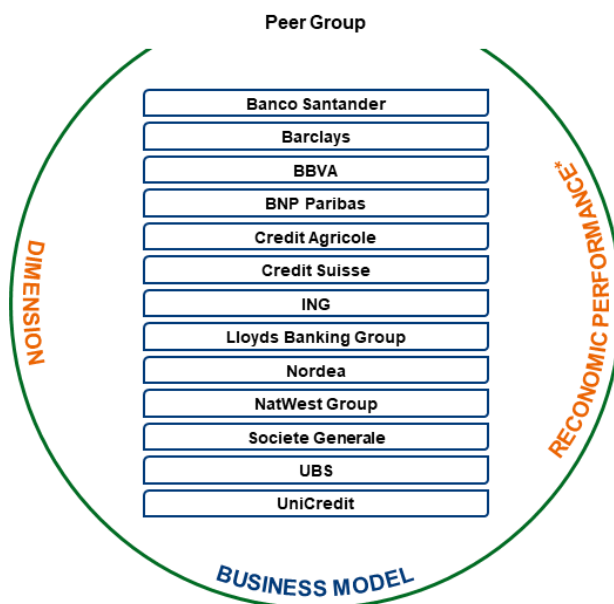 Peer Group
Banco Santander
Barclays
BBVA
BNP Paribas
Credit Agricole
Credit Suisse
ING
Lloyds Banking Group
Nordea
NatWest Group
Societe Generale
UBS
UniCredit
DIMENSION
RECONOMIC PERFORMANCE*
BUSINESS MODEL